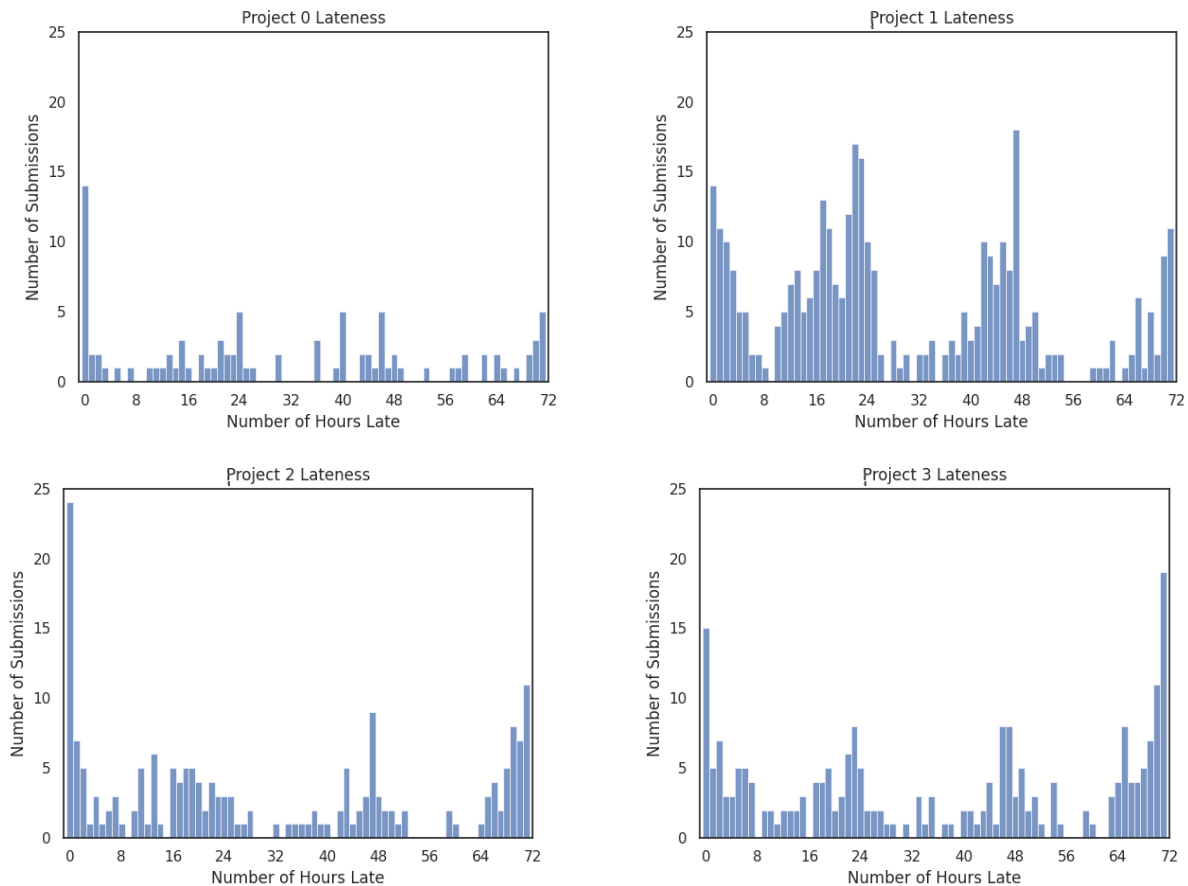 Project 0 Lateness
25
20
15
10
5
0
Number of Submissions
0 8 16 24 32 40 48 56 64 72
Number of Hours Late
Project 1 Lateness
25
20
15
10
5
0
Number of Submissions
0 8 16 24 32 40 48 56 64 72
Number of Hours Late
Project 2 Lateness
25
20
15
10
5
0
Number of Submissions
0 8 16 24 32 40 48 56 64 72
Number of Hours Late
Project 3 Lateness
25
20
15
10
5
0
Number of Submissions
0 8 16 24 32 40 48 56 64 72
Number of Hours Late